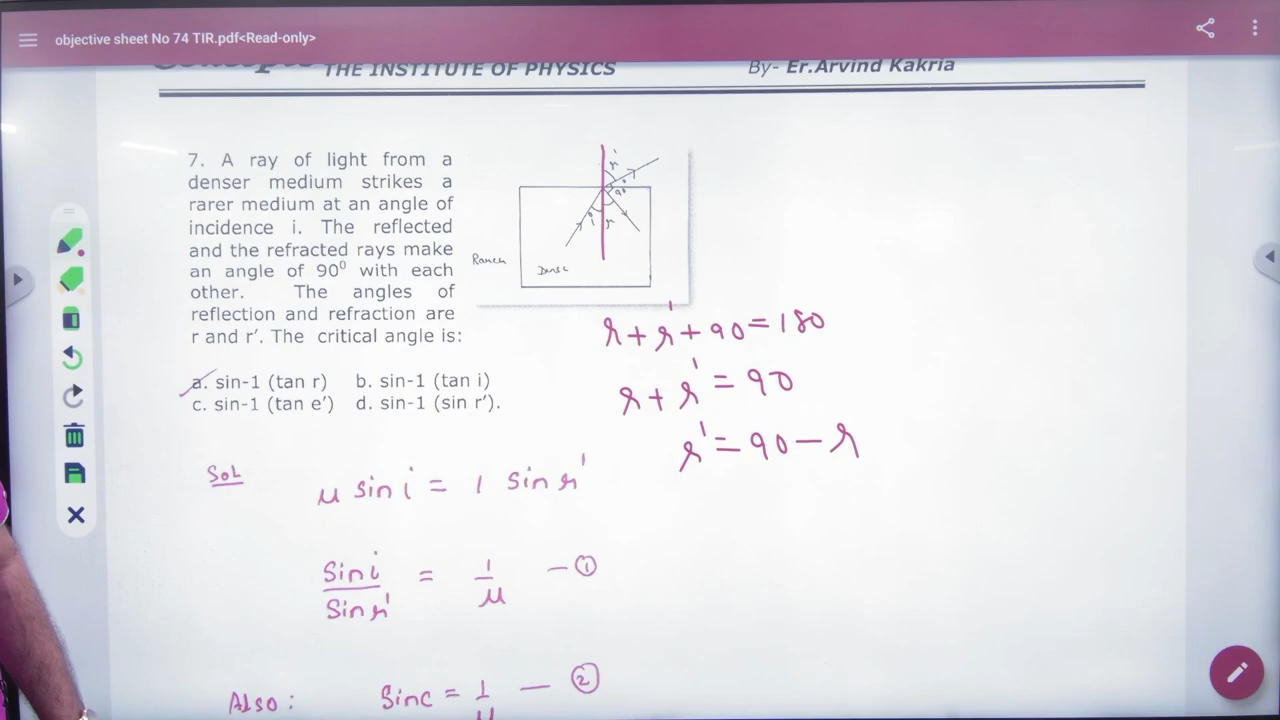 objective sheet No 74 TIR.pdf<Read-only>
Concepts THE INSTITUTE OF PHYSICS By- Er.Arvind Kakria
7. A ray of light from a
denser medium strikes a
rarer medium at an angle of
incidence i. The reflected
and the refracted rays make
an angle of 90⁰ with each
other. The angles of
reflection and refraction are
r and r’. The critical angle is:
a. sin-1 (tan r) b. sin-1 (tan i)
c. sin-1 (tan e’) d. sin-1 (sin r’).
r'
90
i
r
Rarer
Dense
r + r' + 90 = 180
r + r' = 90
r' = 90 - r
Sol
μ sin i = 1 sin r'
Sin i / Sin r' = 1/μ — ①
Also : Sinc = 1/μ — ②